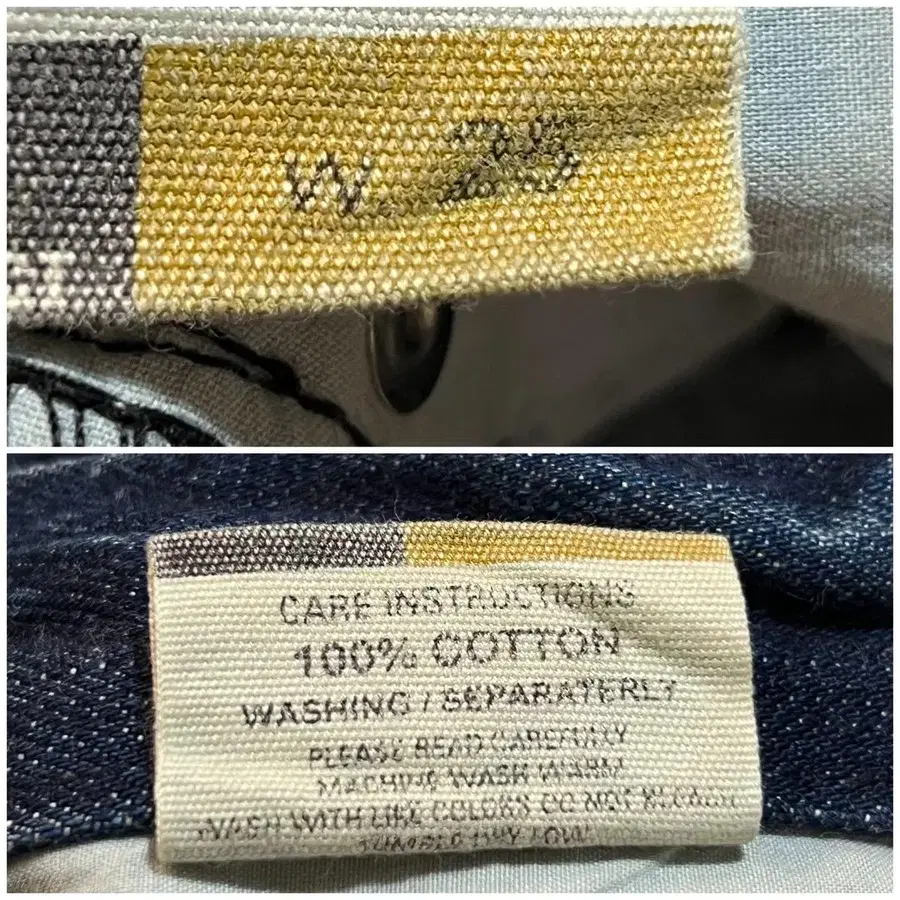 W 25
CARE INSTRUCTIONS
100% COTTON
WASHING / SEPARATERLY
PLEASE READ CAREFULLY
MACHINE WASH WARM
WASH WITH LIKE COLORS DO NOT BLEACH
TUMBLE DRY LOW